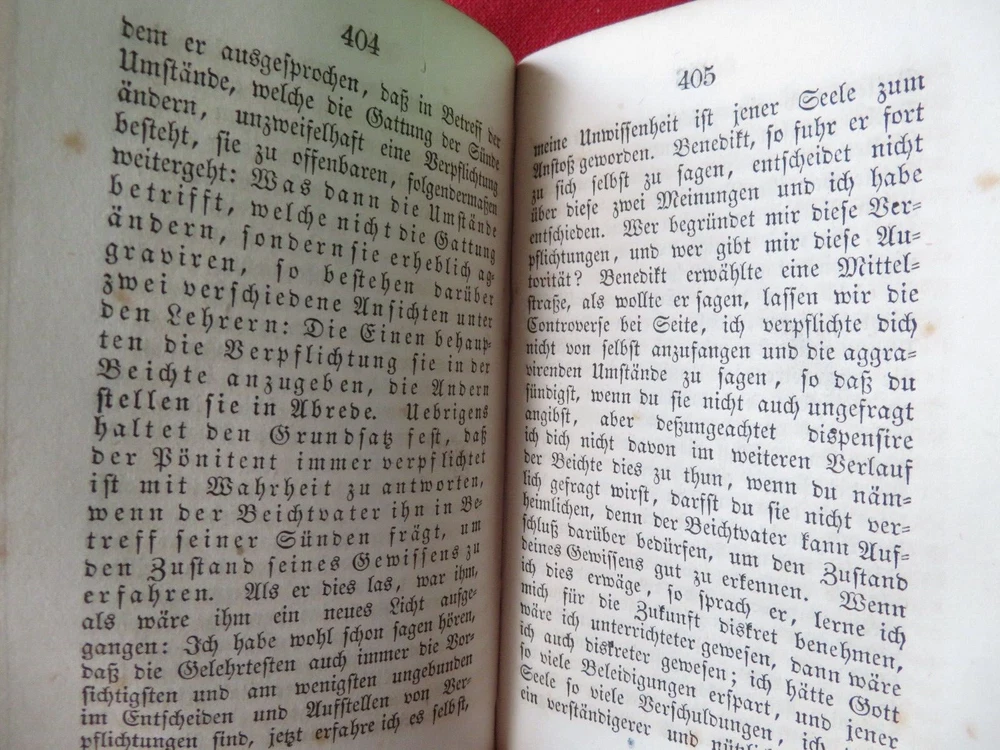 404
dem er ausgesprochen, daß in Betreff der
Umstände, welche die Gattung der Sünde
ändern, unzweifelhaft eine Verpflichtung
besteht, sie zu offenbaren, folgendermaßen
weitergeht: Was dann die Umstände
betrifft, welche nicht die Gattung
ändern, sondern sie erheblich ag-
graviren, so bestehen darüber
zwei verschiedene Ansichten unter
den Lehrern: Die Einen behaup-
ten die Verpflichtung sie in der
Beichte anzugeben, die Andern
stellen sie in Abrede. Uebrigens
haltet den Grundsatz fest, daß
der Pönitent immer verpflichtet
ist mit Wahrheit zu antworten,
wenn der Beichtvater ihn in Be-
treff seiner Sünden frägt, um
den Zustand seines Gewissens zu
erfahren. Als er dies las, war ihm,
als wäre ihm ein neues Licht aufge-
gangen: Ich habe wohl schon sagen hören,
daß die Gelehrtesten auch immer die Vor-
sichtigsten und am wenigsten ungebunden
im Entscheiden und Aufstellen von Ver-
pflichtungen sind, jetzt erfahre ich es selbst,
405
meine Unwissenheit ist jener Seele zum
Anstoß geworden. Benedikt, so fuhr er fort
zu sich selbst zu sagen, entscheidet nicht
über diese zwei Meinungen und ich habe
entschieden. Wer begründet mir diese Ver-
pflichtungen, und wer gibt mir diese Au-
torität? Benedikt erwählte eine Mittel-
straße, als wollte er sagen, lassen wir die
Controverse bei Seite, ich verpflichte dich
nicht von selbst anzufangen und die aggra-
virenden Umstände zu sagen, so daß du
sündigst, wenn du sie nicht auch ungefragt
angibst, aber deßungeachtet dispensire
ich dich nicht davon im weiteren Verlauf
der Beichte dies zu thun, wenn du näm-
lich gefragt wirst, darfst du sie nicht ver-
heimlichen, denn der Beichtvater kann Auf-
schluß darüber bedürfen, um den Zustand
deines Gewissens gut zu erkennen. Wenn
ich dies erwäge, so sprach er, lerne ich
mich für die Zukunft diskret benehmen,
wäre ich unterrichteter gewesen, dann wäre
ich auch diskreter gewesen; ich hätte Gott
so viele Beleidigungen erspart, und jener
Seele so viele Verschuldungen, ich
ein verständigerer und